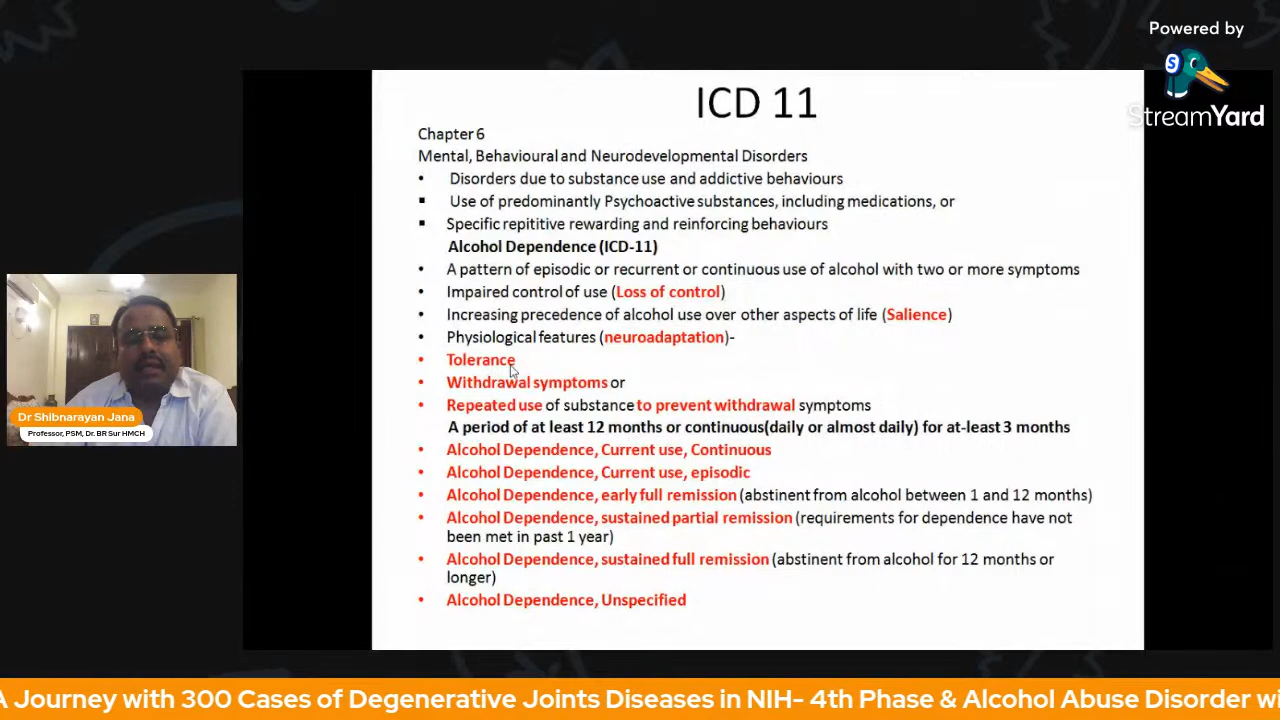 Powered by
StreamYard
ICD 11
Chapter 6
Mental, Behavioural and Neurodevelopmental Disorders
• Disorders due to substance use and addictive behaviours
▪ Use of predominantly Psychoactive substances, including medications, or
▪ Specific repititive rewarding and reinforcing behaviours
Alcohol Dependence (ICD-11)
• A pattern of episodic or recurrent or continuous use of alcohol with two or more symptoms
• Impaired control of use (Loss of control)
• Increasing precedence of alcohol use over other aspects of life (Salience)
• Physiological features (neuroadaptation)-
• Tolerance
• Withdrawal symptoms or
• Repeated use of substance to prevent withdrawal symptoms
A period of at least 12 months or continuous(daily or almost daily) for at-least 3 months
• Alcohol Dependence, Current use, Continuous
• Alcohol Dependence, Current use, episodic
• Alcohol Dependence, early full remission (abstinent from alcohol between 1 and 12 months)
• Alcohol Dependence, sustained partial remission (requirements for dependence have not
been met in past 1 year)
• Alcohol Dependence, sustained full remission (abstinent from alcohol for 12 months or
longer)
• Alcohol Dependence, Unspecified
Dr Shibnarayan Jana
Professor, PSM, Dr. BR Sur HMCH
A Journey with 300 Cases of Degenerative Joints Diseases in NIH- 4th Phase & Alcohol Abuse Disorder wi